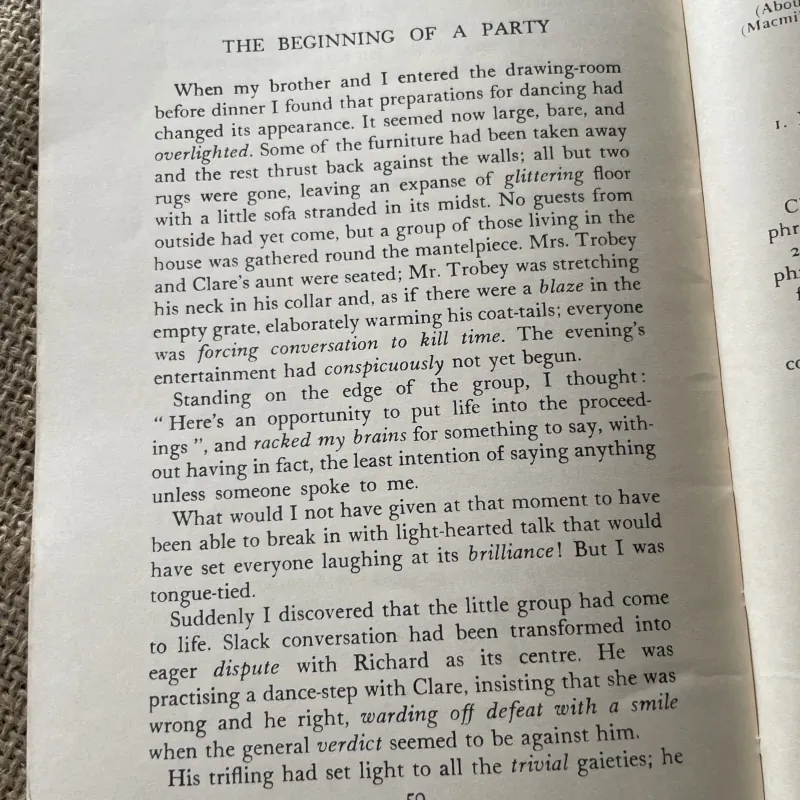 THE BEGINNING OF A PARTY
When my brother and I entered the drawing-room
before dinner I found that preparations for dancing had
changed its appearance. It seemed now large, bare, and
overlighted. Some of the furniture had been taken away
and the rest thrust back against the walls; all but two
rugs were gone, leaving an expanse of glittering floor
with a little sofa stranded in its midst. No guests from
outside had yet come, but a group of those living in the
house was gathered round the mantelpiece. Mrs. Trobey
and Clare's aunt were seated; Mr. Trobey was stretching
his neck in his collar and, as if there were a blaze in the
empty grate, elaborately warming his coat-tails; everyone
was forcing conversation to kill time. The evening's
entertainment had conspicuously not yet begun.
Standing on the edge of the group, I thought:
“ Here's an opportunity to put life into the proceed-
ings ”, and racked my brains for something to say, with-
out having in fact, the least intention of saying anything
unless someone spoke to me.
What would I not have given at that moment to have
been able to break in with light-hearted talk that would
have set everyone laughing at its brilliance! But I was
tongue-tied.
Suddenly I discovered that the little group had come
to life. Slack conversation had been transformed into
eager dispute with Richard as its centre. He was
practising a dance-step with Clare, insisting that she was
wrong and he right, warding off defeat with a smile
when the general verdict seemed to be against him.
His trifling had set light to all the trivial gaieties; he
59
(Abou
(Macmi
1.
C
phr
2
ph
f
co